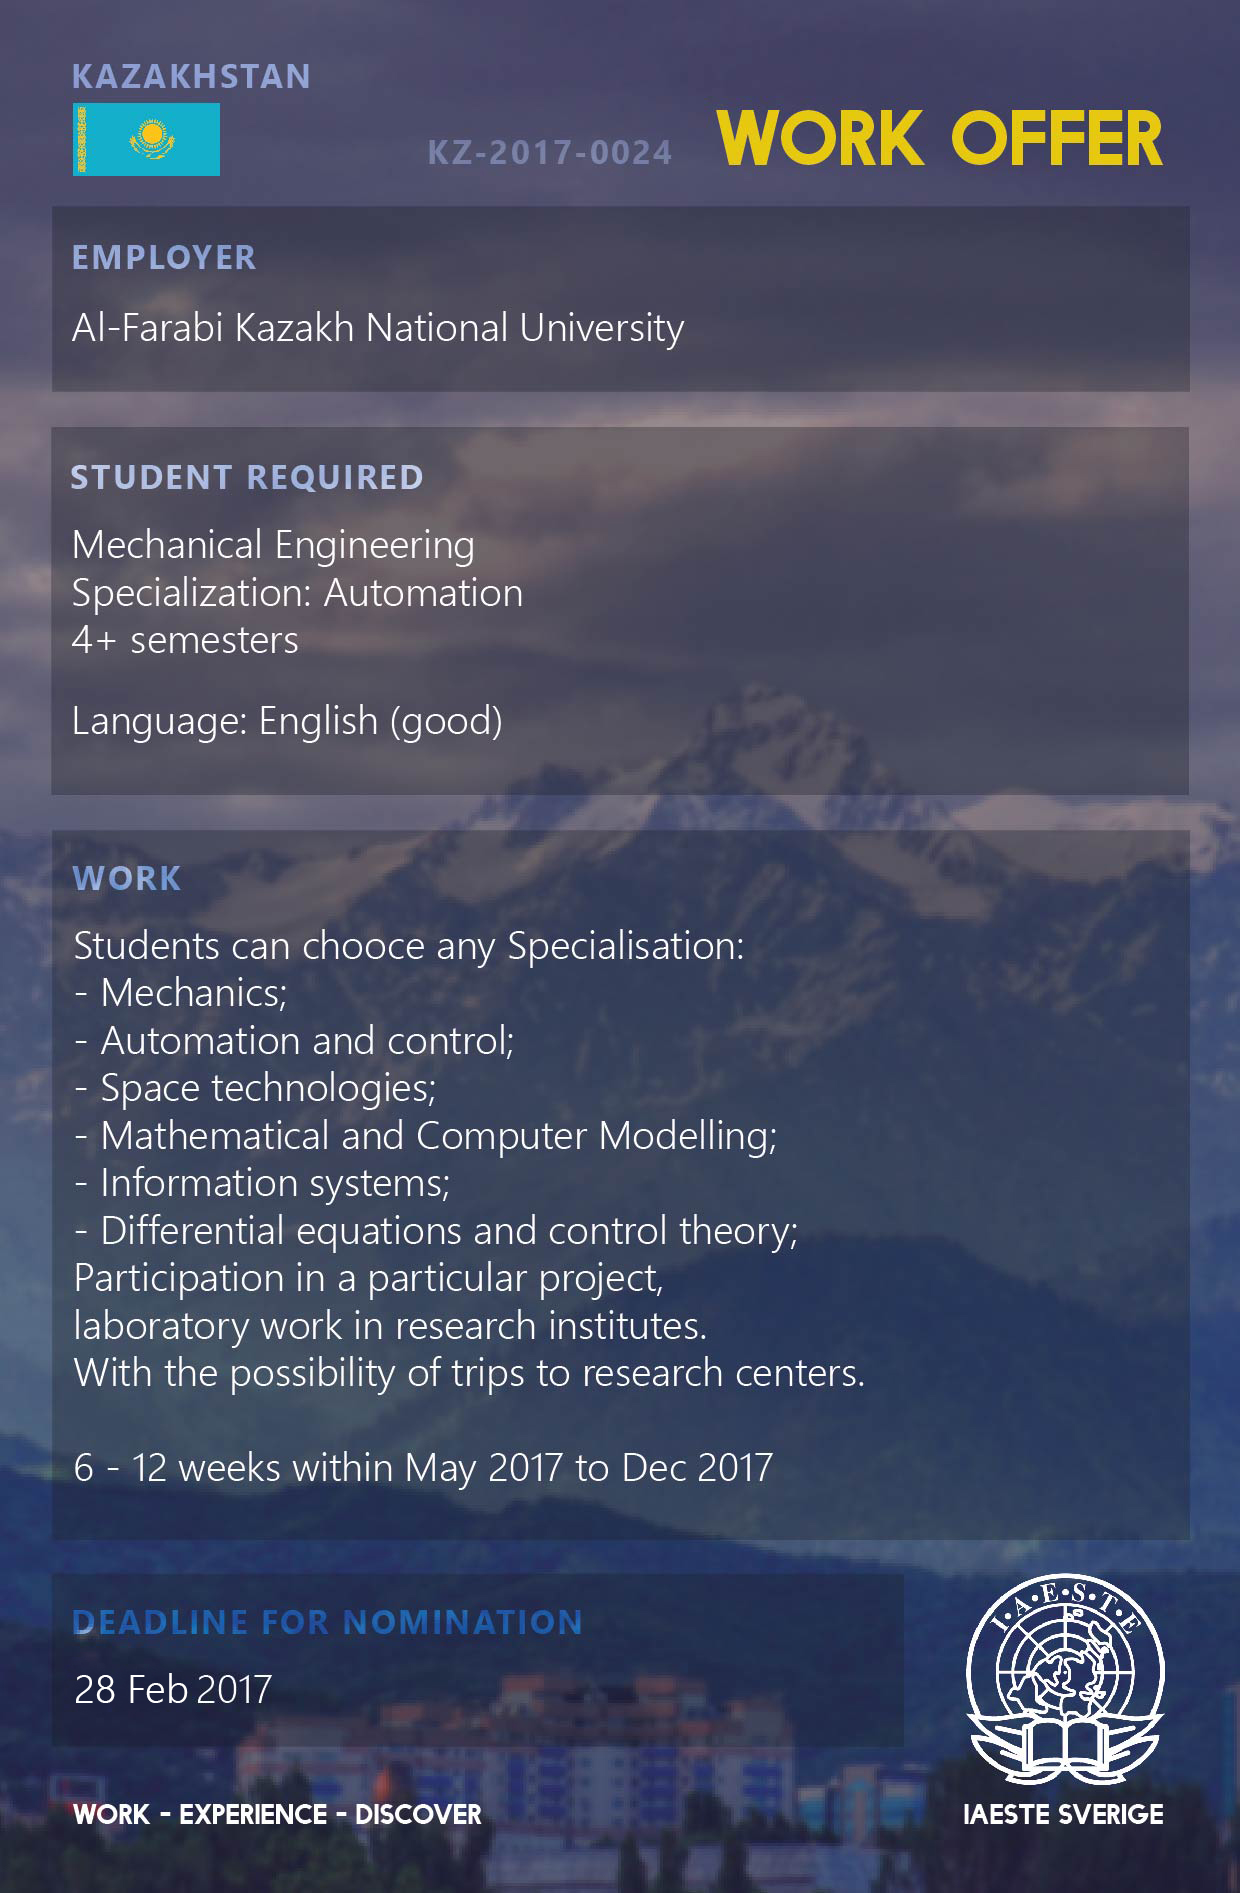 KAZAKHSTAN
KZ-2017-0024
WORK OFFER
EMPLOYER
Al-Farabi Kazakh National University
STUDENT REQUIRED
Mechanical Engineering
Specialization: Automation
4+ semesters
Language: English (good)
WORK
Students can chooce any Specialisation:
- Mechanics;
- Automation and control;
- Space technologies;
- Mathematical and Computer Modelling;
- Information systems;
- Differential equations and control theory;
Participation in a particular project,
laboratory work in research institutes.
With the possibility of trips to research centers.
6 - 12 weeks within May 2017 to Dec 2017
DEADLINE FOR NOMINATION
28 Feb 2017
I·A·E·S·T·E
WORK - EXPERIENCE - DISCOVER
IAESTE SVERIGE